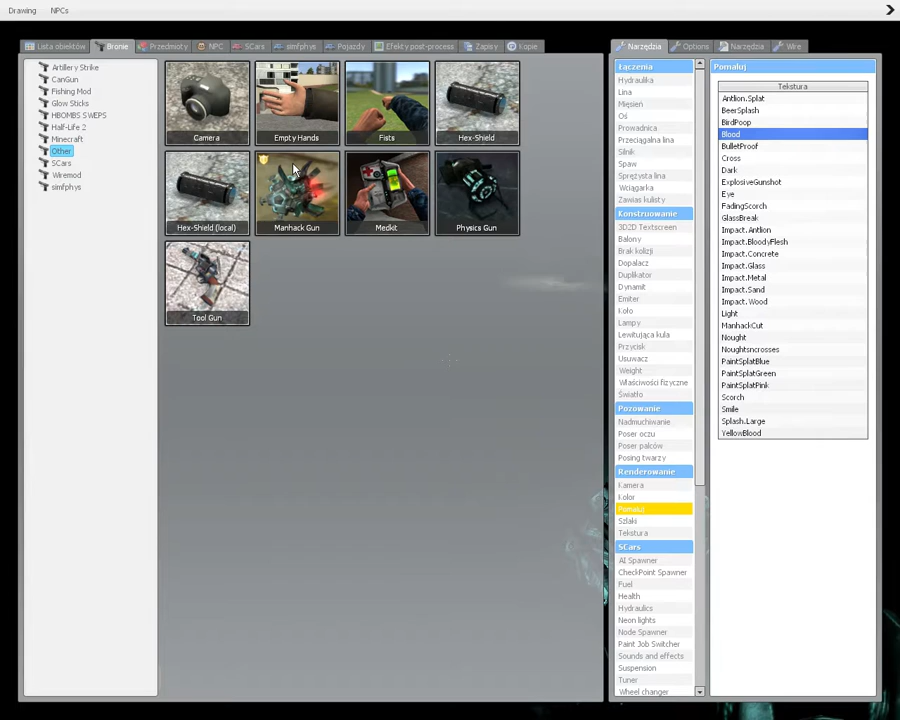 Drawing NPCs
Lista obiektów Bronie Przedmioty NPC SCars simfphys Pojazdy Efekty post-process Zapisy Kopie
Narzędzia Options Narzędzia Wire
Artillery Strike
CanGun
Fishing Mod
Glow Sticks
HBOMBS SWEPS
Half-Life 2
Minecraft
Other
SCars
Wiremod
simfphys
Camera
Empty Hands
Fists
Hex-Shield
Hex-Shield (local)
Manhack Gun
Medkit
Physics Gun
Tool Gun
Łączenia
Hydraulika
Lina
Mięsień
Oś
Prowadnica
Przeciągalna lina
Silnik
Spaw
Sprężysta lina
Wciągarka
Zawias kulisty
Konstruowanie
3D2D Textscreen
Balony
Brak kolizji
Dopalacz
Duplikator
Dynamit
Emiter
Koło
Lampy
Lewitująca kula
Przycisk
Usuwacz
Weight
Właściwości fizyczne
Światło
Pozowanie
Nadmuchiwanie
Poser oczu
Poser palców
Posing twarzy
Renderowanie
Kamera
Kolor
Pomaluj
Szlaki
Tekstura
SCars
AI Spawner
CheckPoint Spawner
Fuel
Health
Hydraulics
Neon lights
Node Spawner
Paint Job Switcher
Sounds and effects
Suspension
Tuner
Wheel changer
Pomaluj
Tekstura
Antlion.Splat
BeerSplash
BirdPoop
Blood
BulletProof
Cross
Dark
ExplosiveGunshot
Eye
FadingScorch
GlassBreak
Impact.Antlion
Impact.BloodyFlesh
Impact.Concrete
Impact.Glass
Impact.Metal
Impact.Sand
Impact.Wood
Light
ManhackCut
Nought
Noughtsncrosses
PaintSplatBlue
PaintSplatGreen
PaintSplatPink
Scorch
Smile
Splash.Large
YellowBlood